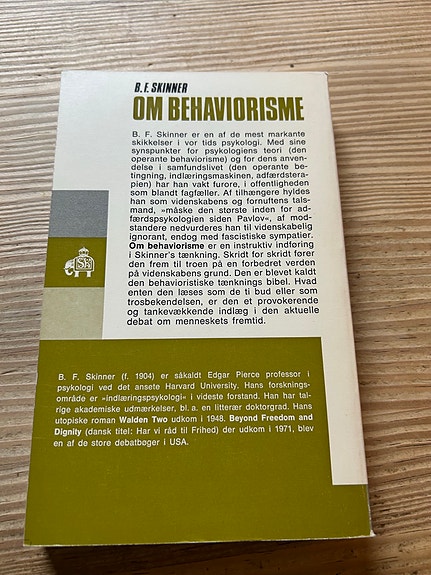 B. F. SKINNER
OM BEHAVIORISME
B. F. Skinner er en af de mest markante
skikkelser i vor tids psykologi. Med sine
synspunkter for psykologiens teori (den
operante behaviorisme) og for dens anven-
delse i samfundslivet (den operante be-
tingning, indlæringsmaskinen, adfærdstera-
pien) har han vakt furore, i offentligheden
som blandt fagfæller. Af tilhængere hyldes
han som videnskabens og fornuftens tals-
mand, »måske den største inden for ad-
færdspsykologien siden Pavlov«, af mod-
standere nedvurderes han til videnskabelig
ignorant, endog med fascistiske sympatier.
Om behaviorisme er en instruktiv indføring
i Skinner's tænkning. Skridt for skridt fører
den frem til troen på en forbedret verden
på videnskabens grund. Den er blevet kaldt
den behavioristiske tænknings bibel. Hvad
enten den læses som de ti bud eller som
trosbekendelsen, er den et provokerende
og tankevækkende indlæg i den aktuelle
debat om menneskets fremtid.
B. F. Skinner (f. 1904) er såkaldt Edgar Pierce professor i
psykologi ved det ansete Harvard University. Hans forsknings-
område er »indlæringspsykologi« i videste forstand. Han har tal-
rige akademiske udmærkelser, bl. a. en litterær doktorgrad. Hans
utopiske roman Walden Two udkom i 1948. Beyond Freedom and
Dignity (dansk titel: Har vi råd til Frihed) der udkom i 1971, blev
en af de store debatbøger i USA.